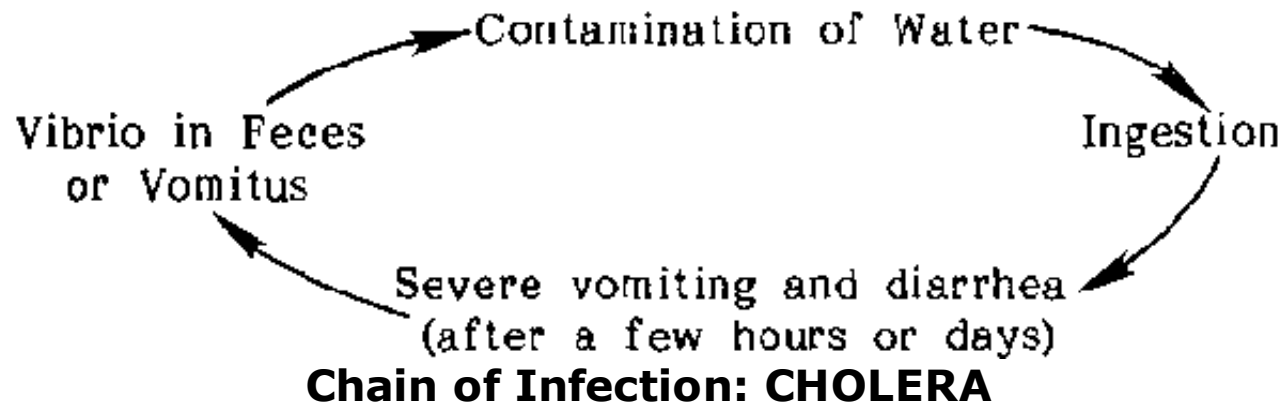 Contamination of Water
Vibrio in Feces
or Vomitus
Ingestion
Severe vomiting and diarrhea
(after a few hours or days)
Chain of Infection: CHOLERA